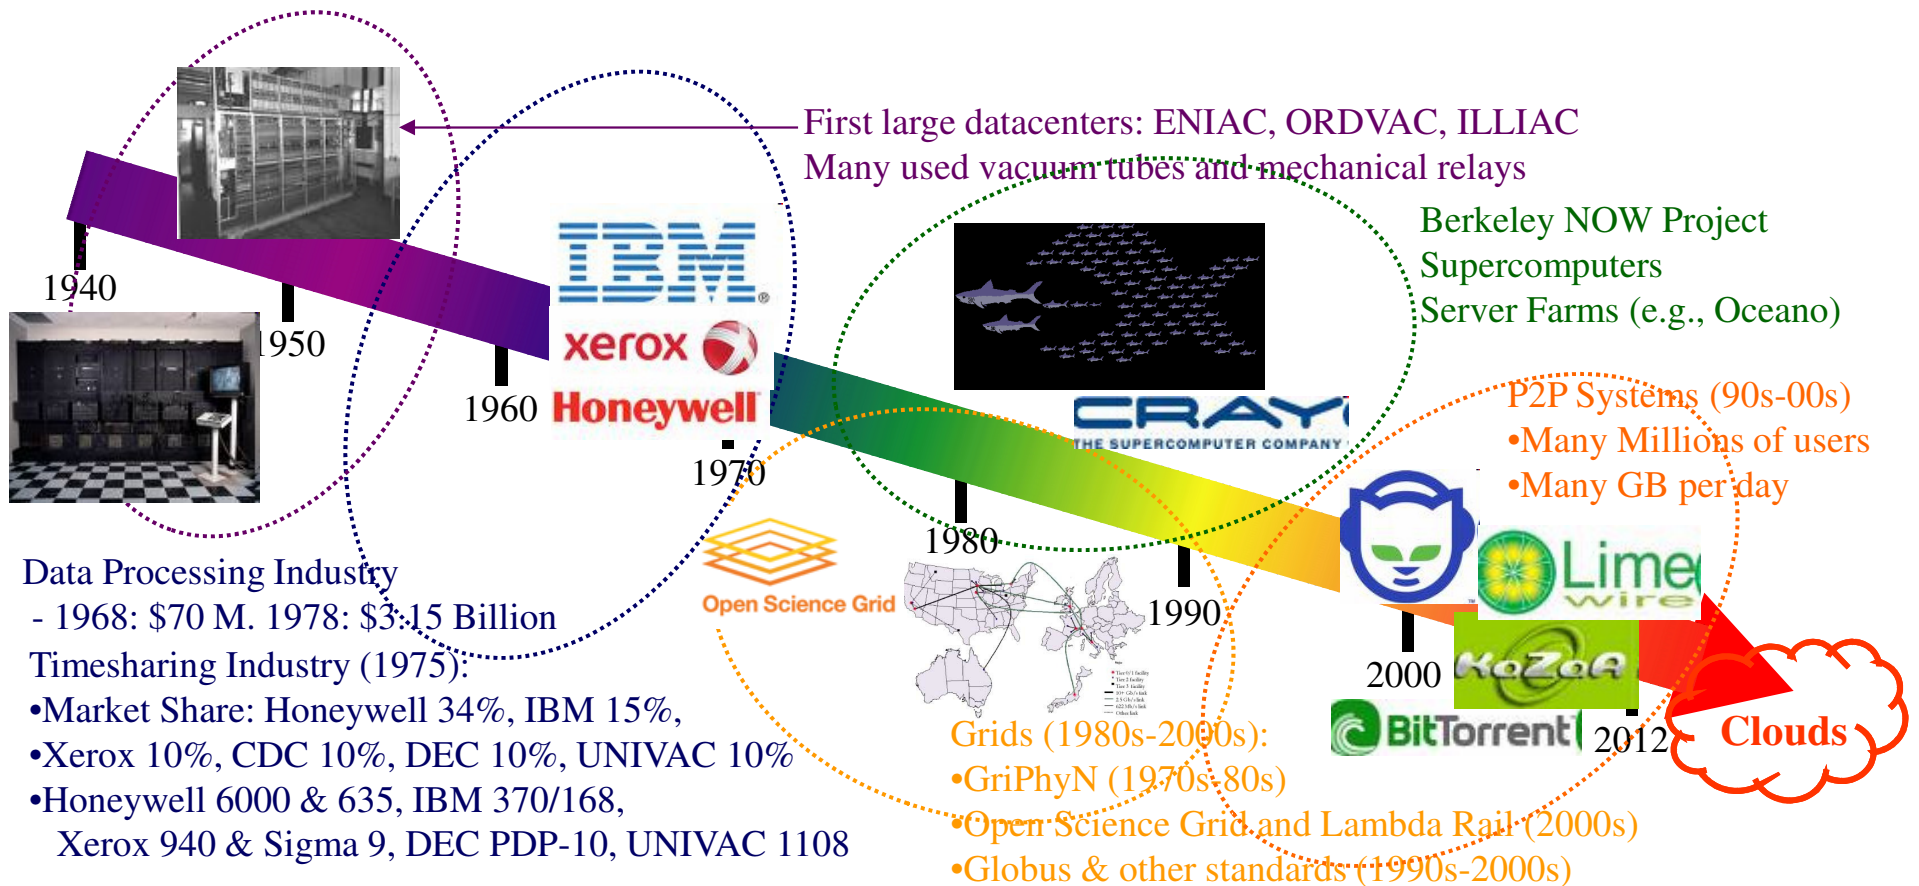 First large datacenters: ENIAC, ORDVAC, ILLIAC
Many used vacuum tubes and mechanical relays
Berkeley NOW Project
Supercomputers
Server Farms (e.g., Oceano)
1940
1950
1960
1970
1980
1990
2000
2012
IBM
®
xerox
Honeywell
CRAY
THE SUPERCOMPUTER COMPANY
P2P Systems (90s-00s)
•Many Millions of users
•Many GB per day
Lime
wire
KaZaA
BitTorrent
Clouds
Open Science Grid
Data Processing Industry
- 1968: $70 M. 1978: $3.15 Billion
Timesharing Industry (1975):
•Market Share: Honeywell 34%, IBM 15%,
•Xerox 10%, CDC 10%, DEC 10%, UNIVAC 10%
•Honeywell 6000 & 635, IBM 370/168,
Xerox 940 & Sigma 9, DEC PDP-10, UNIVAC 1108
Grids (1980s-2000s):
•GriPhyN (1970s-80s)
•Open Science Grid and Lambda Rail (2000s)
•Globus & other standards (1990s-2000s)